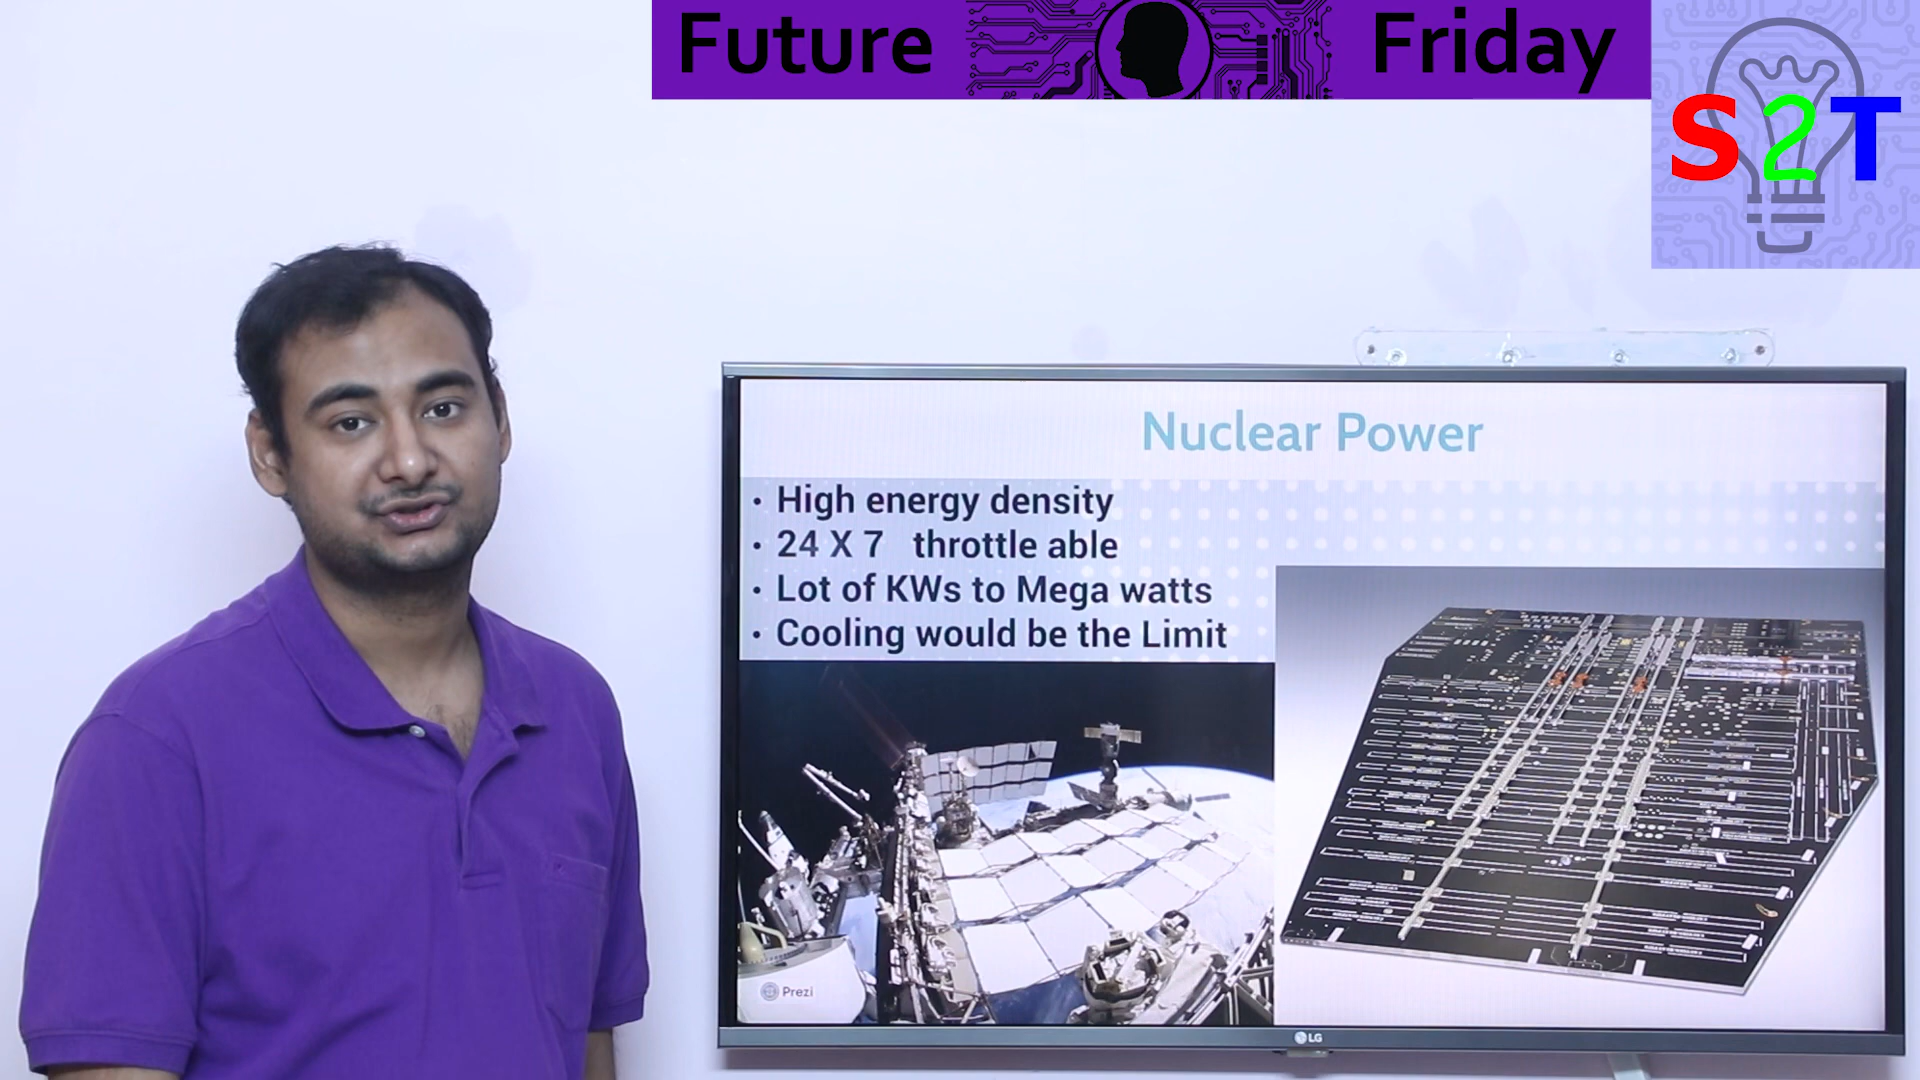 Future Friday
S2T
Nuclear Power
• High energy density
• 24 X 7 throttle able
• Lot of KWs to Mega watts
• Cooling would be the Limit
Prezi
LG